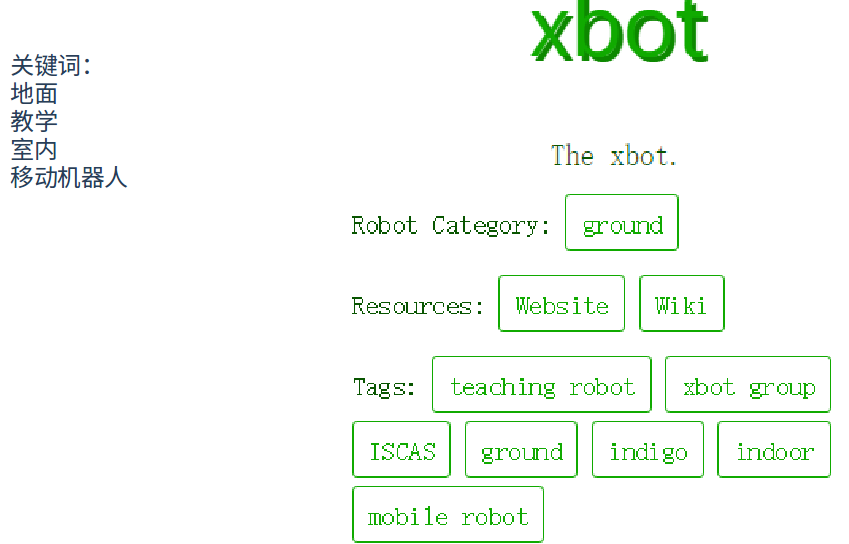 关键词：
地面
教学
室内
移动机器人
xbot
The xbot.
Robot Category: ground
Resources: Website Wiki
Tags: teaching robot xbot group
ISCAS ground indigo indoor
mobile robot